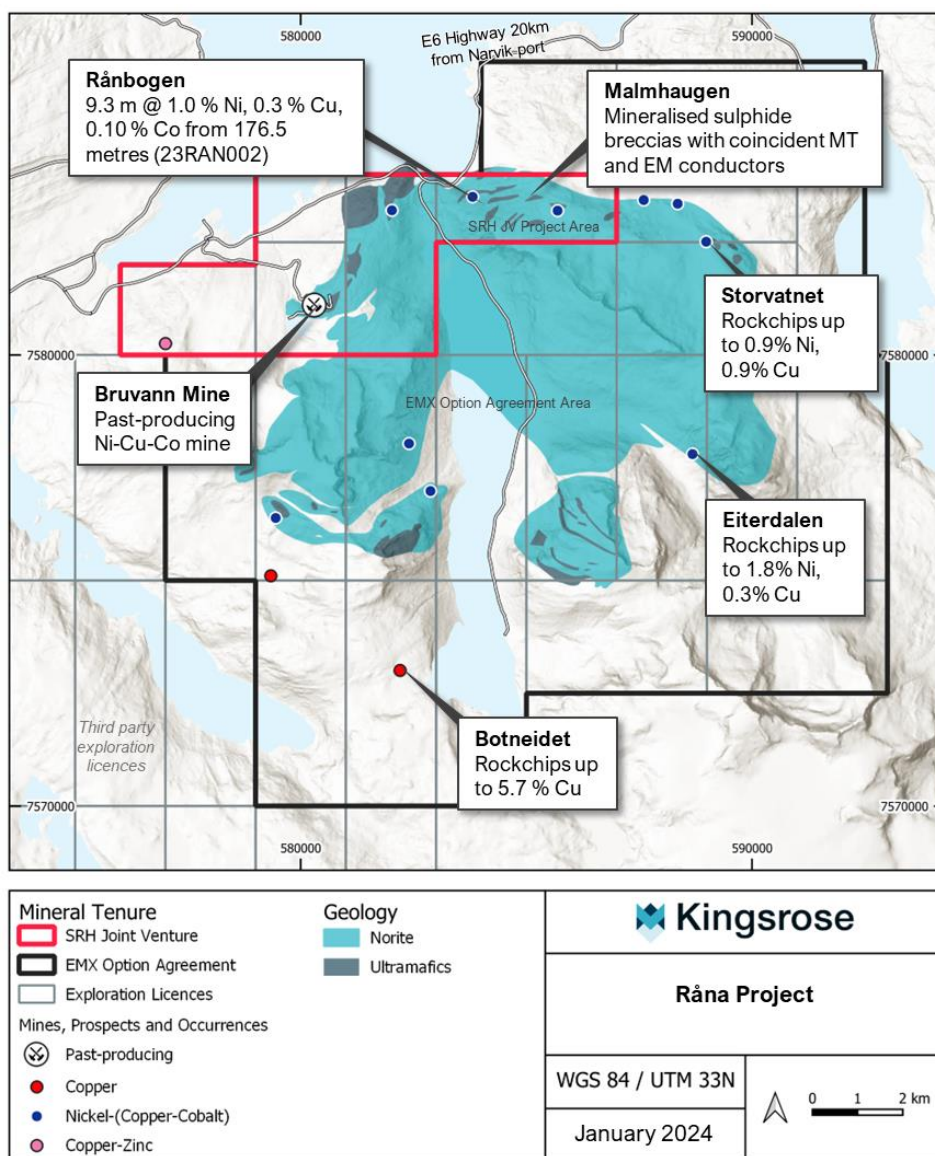 580000
590000
E6 Highway 20km
from Narvik port
Rånbogen
9.3 m @ 1.0 % Ni, 0.3 % Cu,
0.10 % Co from 176.5
metres (23RAN002)
Malmhaugen
Mineralised sulphide
breccias with coincident MT
and EM conductors
SRH JV Project Area
Storvatnet
Rockchips up
to 0.9% Ni,
0.9% Cu
7580000
7580000
Bruvann Mine
Past-producing
Ni-Cu-Co mine
EMX Option Agreement Area
Eiterdalen
Rockchips up
to 1.8% Ni,
0.3% Cu
Third party
exploration
licences
Botneidet
Rockchips up
to 5.7 % Cu
7570000
7570000
580000
590000
Mineral Tenure
SRH Joint Venture
EMX Option Agreement
Exploration Licences
Mines, Prospects and Occurrences
Past-producing
Copper
Nickel-(Copper-Cobalt)
Copper-Zinc
Geology
Norite
Ultramafics
Kingsrose
Råna Project
WGS 84 / UTM 33N
January 2024
0 1 2 km